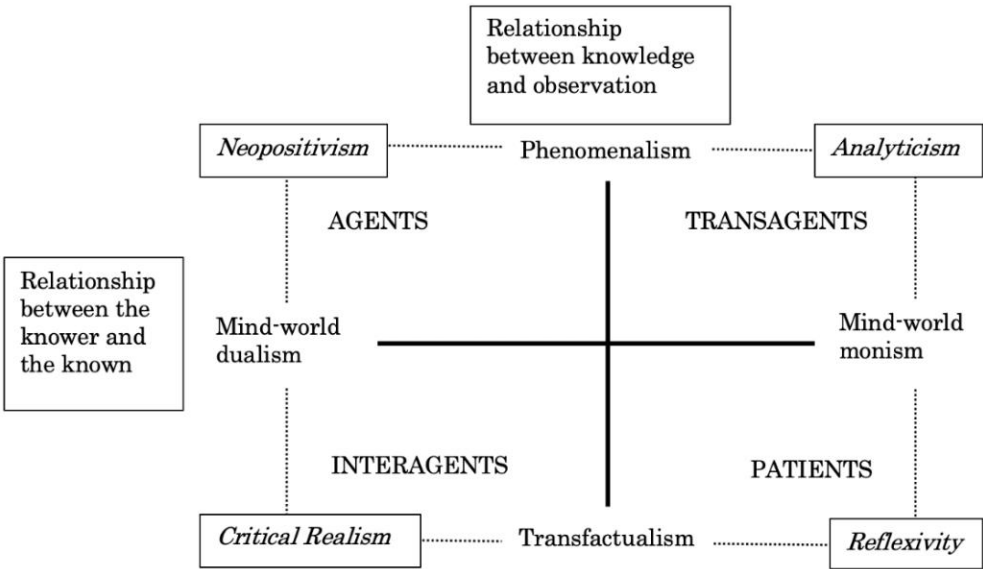 Relationship
between knowledge
and observation
Neopositivism
Phenomenalism
Analyticism
AGENTS
TRANSAGENTS
Relationship
between the
knower and
the known
Mind-world
dualism
Mind-world
monism
INTERAGENTS
PATIENTS
Critical Realism
Transfactualism
Reflexivity